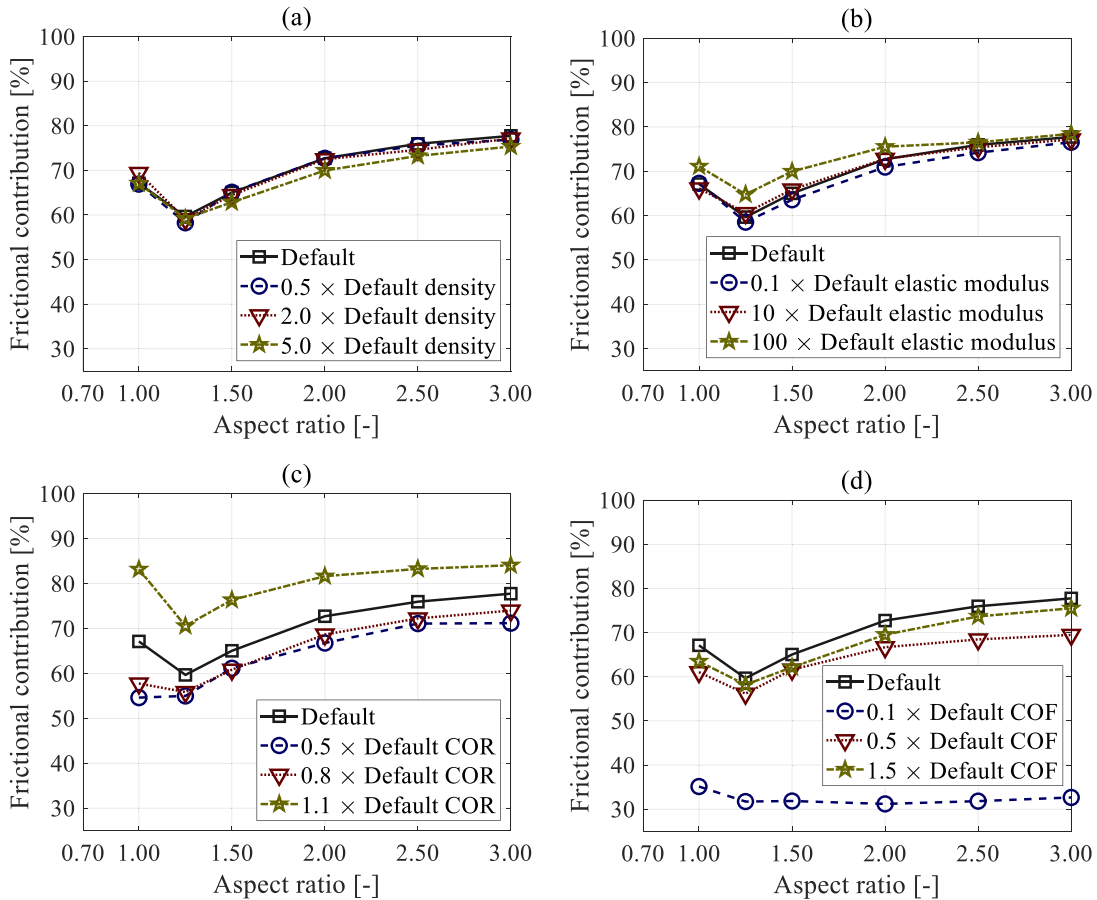 (a)
Frictional contribution [%]
100
90
80
70
60
50
40
30
Default
0.5 × Default density
2.0 × Default density
5.0 × Default density
0.70 1.00 1.50 2.00 2.50 3.00
Aspect ratio [-]
(b)
Frictional contribution [%]
100
90
80
70
60
50
40
30
Default
0.1 × Default elastic modulus
10 × Default elastic modulus
100 × Default elastic modulus
0.70 1.00 1.50 2.00 2.50 3.00
Aspect ratio [-]
(c)
Frictional contribution [%]
100
90
80
70
60
50
40
30
Default
0.5 × Default COR
0.8 × Default COR
1.1 × Default COR
0.70 1.00 1.50 2.00 2.50 3.00
Aspect ratio [-]
(d)
Frictional contribution [%]
100
90
80
70
60
50
40
30
Default
0.1 × Default COF
0.5 × Default COF
1.5 × Default COF
0.70 1.00 1.50 2.00 2.50 3.00
Aspect ratio [-]